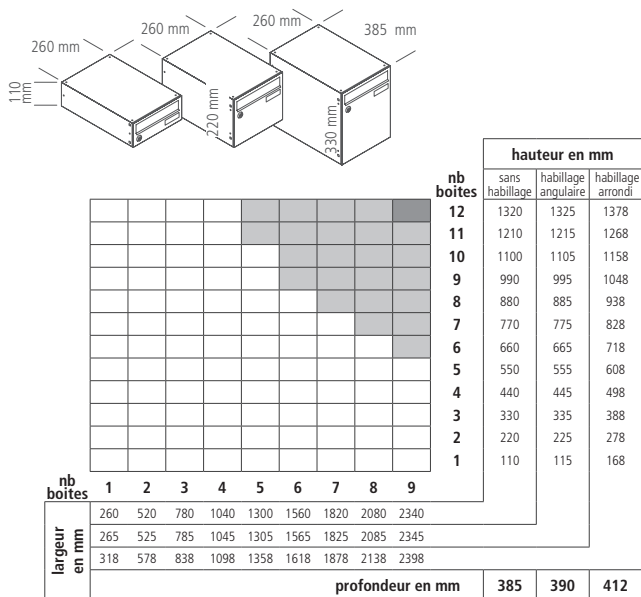 260 mm
260 mm
260 mm
385 mm
110 mm
220 mm
330 mm
hauteur en mm
nb boites
sans habillage
habillage angulaire
habillage arrondi
12 1320 1325 1378
11 1210 1215 1268
10 1100 1105 1158
9 990 995 1048
8 880 885 938
7 770 775 828
6 660 665 718
5 550 555 608
4 440 445 498
3 330 335 388
2 220 225 278
1 110 115 168
nb boites 1 2 3 4 5 6 7 8 9
largeur en mm
260 520 780 1040 1300 1560 1820 2080 2340
265 525 785 1045 1305 1565 1825 2085 2345
318 578 838 1098 1358 1618 1878 2138 2398
profondeur en mm 385 390 412